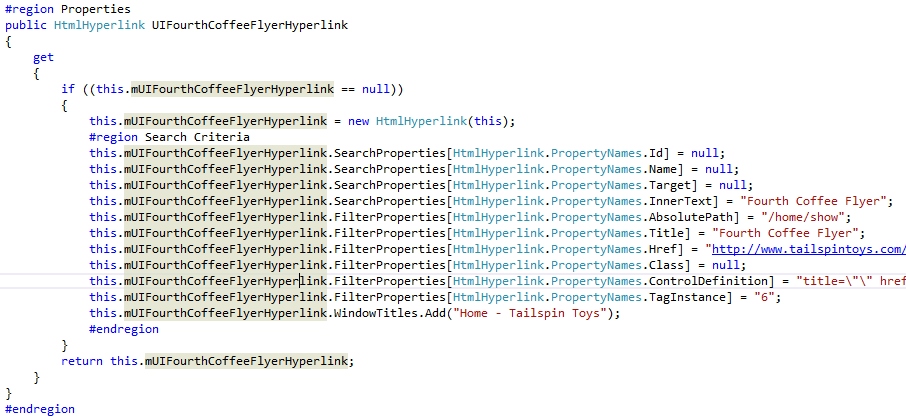 #region Properties
public HtmlHyperlink UIFourthCoffeeFlyerHyperlink
{
    get
    {
        if ((this.mUIFourthCoffeeFlyerHyperlink == null))
        {
            this.mUIFourthCoffeeFlyerHyperlink = new HtmlHyperlink(this);
            #region Search Criteria
            this.mUIFourthCoffeeFlyerHyperlink.SearchProperties[HtmlHyperlink.PropertyNames.Id] = null;
            this.mUIFourthCoffeeFlyerHyperlink.SearchProperties[HtmlHyperlink.PropertyNames.Name] = null;
            this.mUIFourthCoffeeFlyerHyperlink.SearchProperties[HtmlHyperlink.PropertyNames.Target] = null;
            this.mUIFourthCoffeeFlyerHyperlink.SearchProperties[HtmlHyperlink.PropertyNames.InnerText] = "Fourth Coffee Flyer";
            this.mUIFourthCoffeeFlyerHyperlink.FilterProperties[HtmlHyperlink.PropertyNames.AbsolutePath] = "/home/show";
            this.mUIFourthCoffeeFlyerHyperlink.FilterProperties[HtmlHyperlink.PropertyNames.Title] = "Fourth Coffee Flyer";
            this.mUIFourthCoffeeFlyerHyperlink.FilterProperties[HtmlHyperlink.PropertyNames.Href] = "http://www.tailspintoys.com/
            this.mUIFourthCoffeeFlyerHyperlink.FilterProperties[HtmlHyperlink.PropertyNames.Class] = null;
            this.mUIFourthCoffeeFlyerHyperlink.FilterProperties[HtmlHyperlink.PropertyNames.ControlDefinition] = "title=\"\" href
            this.mUIFourthCoffeeFlyerHyperlink.FilterProperties[HtmlHyperlink.PropertyNames.TagInstance] = "6";
            this.mUIFourthCoffeeFlyerHyperlink.WindowTitles.Add("Home - Tailspin Toys");
            #endregion
        }
        return this.mUIFourthCoffeeFlyerHyperlink;
    }
}
#endregion